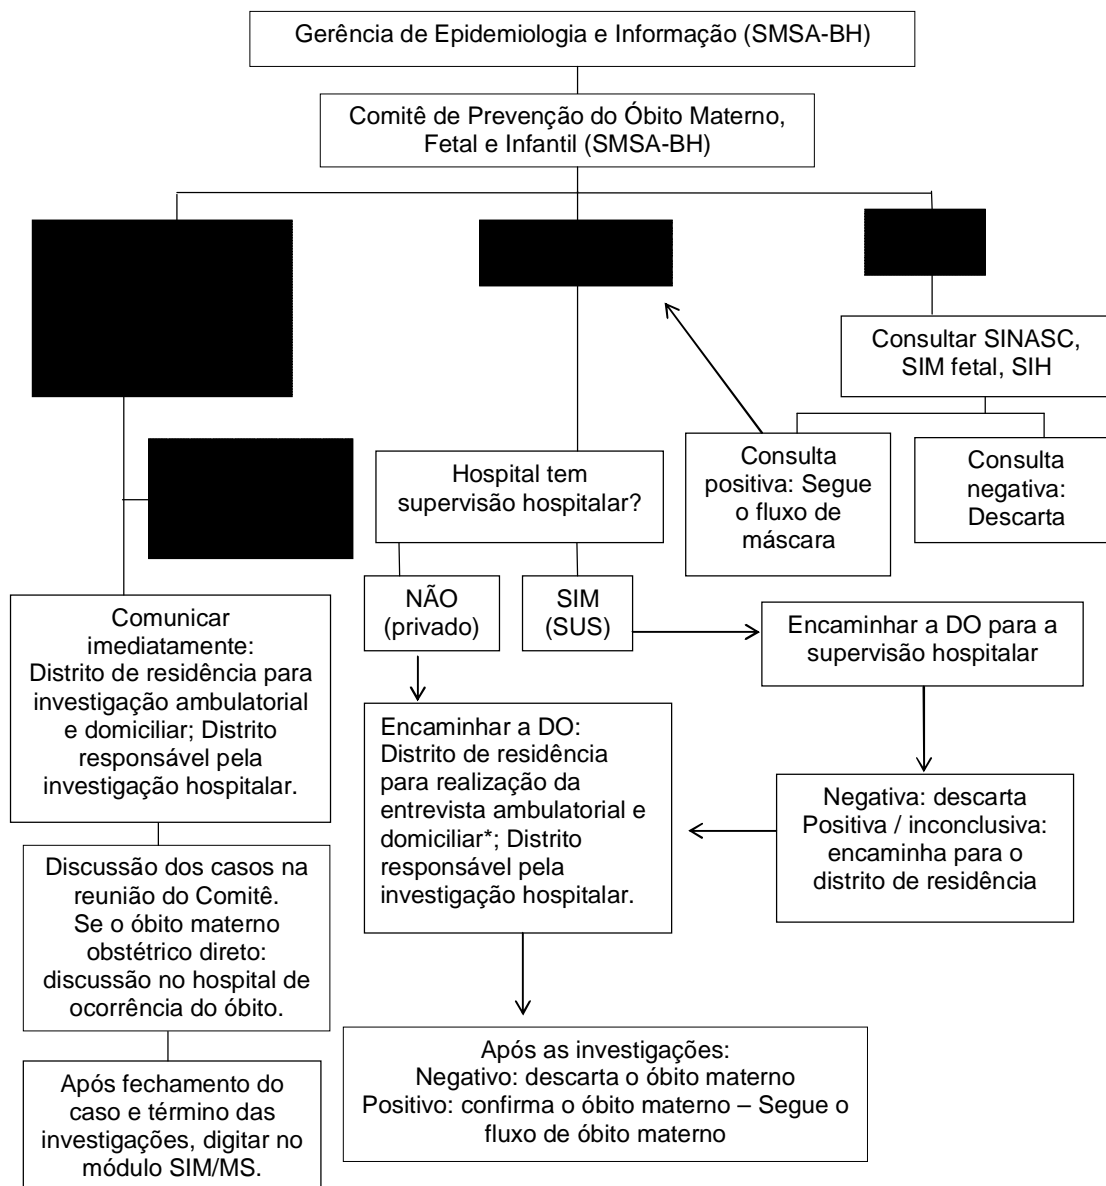 Gerência de Epidemiologia e Informação (SMSA-BH)
Comitê de Prevenção do Óbito Materno,
Fetal e Infantil (SMSA-BH)
Consultar SINASC,
SIM fetal, SIH
Consulta
positiva: Segue
o fluxo de
máscara
Consulta
negativa:
Descarta
Hospital tem
supervisão hospitalar?
NÃO
(privado)
SIM
(SUS)
Encaminhar a DO para a
supervisão hospitalar
Negativa: descarta
Positiva / inconclusiva:
encaminha para o
distrito de residência
Encaminhar a DO:
Distrito de residência
para realização da
entrevista ambulatorial e
domiciliar*; Distrito
responsável pela
investigação hospitalar.
Após as investigações:
Negativo: descarta o óbito materno
Positivo: confirma o óbito materno – Segue o
fluxo de óbito materno
Comunicar
imediatamente:
Distrito de residência para
investigação ambulatorial
e domiciliar; Distrito
responsável pela
investigação hospitalar.
Discussão dos casos na
reunião do Comitê.
Se o óbito materno
obstétrico direto:
discussão no hospital de
ocorrência do óbito.
Após fechamento do
caso e término das
investigações, digitar no
módulo SIM/MS.